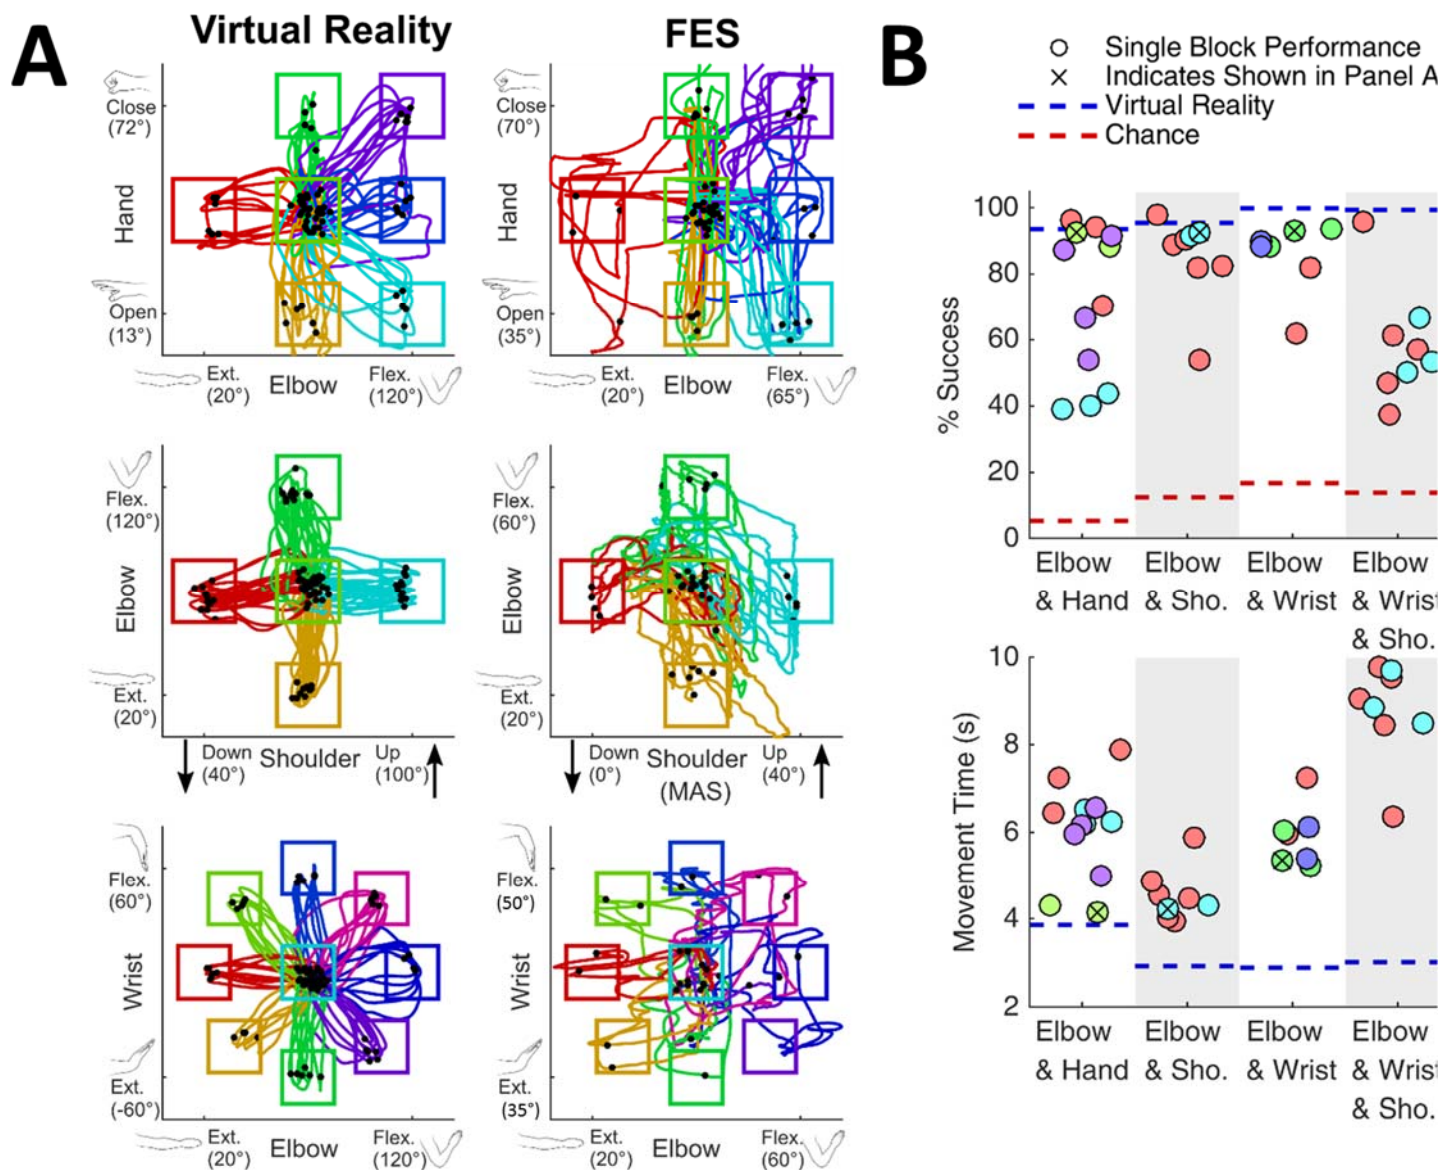 A
Virtual Reality
FES
Close
(72°)
Hand
Open
(13°)
Ext.
(20°)
Elbow
Flex.
(120°)
Close
(70°)
Hand
Open
(35°)
Ext.
(20°)
Elbow
Flex.
(65°)
Flex.
(120°)
Elbow
Ext.
(20°)
Down
(40°)
Shoulder
Up
(100°)
Flex.
(60°)
Elbow
Ext.
(20°)
Down
(0°)
Shoulder
(MAS)
Up
(40°)
Flex.
(60°)
Wrist
Ext.
(-60°)
Ext.
(20°)
Elbow
Flex.
(120°)
Flex.
(50°)
Wrist
Ext.
(35°)
Ext.
(20°)
Elbow
Flex.
(60°)
B
Single Block Performance
Indicates Shown in Panel A
Virtual Reality
Chance
% Success
100
80
60
40
20
0
Elbow
& Hand
Elbow
& Sho.
Elbow
& Wrist
Elbow
& Wrist
& Sho.
Movement Time (s)
10
8
6
4
2
Elbow
& Hand
Elbow
& Sho.
Elbow
& Wrist
Elbow
& Wrist
& Sho.